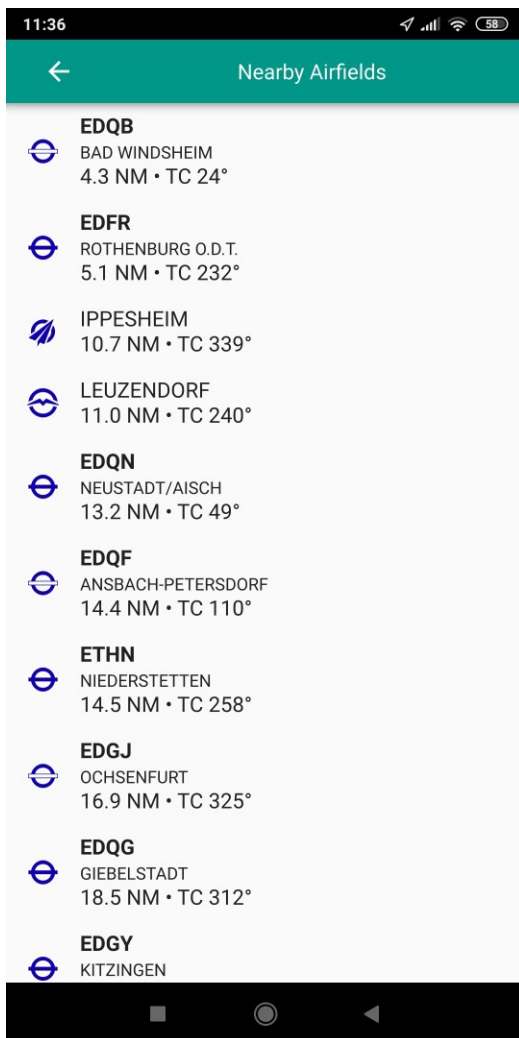 11:36
58
Nearby Airfields
EDQB
BAD WINDSHEIM
4.3 NM • TC 24°
EDFR
ROTHENBURG O.D.T.
5.1 NM • TC 232°
IPPESHEIM
10.7 NM • TC 339°
LEUZENDORF
11.0 NM • TC 240°
EDQN
NEUSTADT/AISCH
13.2 NM • TC 49°
EDQF
ANSBACH-PETERSDORF
14.4 NM • TC 110°
ETHN
NIEDERSTETTEN
14.5 NM • TC 258°
EDGJ
OCHSENFURT
16.9 NM • TC 325°
EDQG
GIEBELSTADT
18.5 NM • TC 312°
EDGY
KITZINGEN